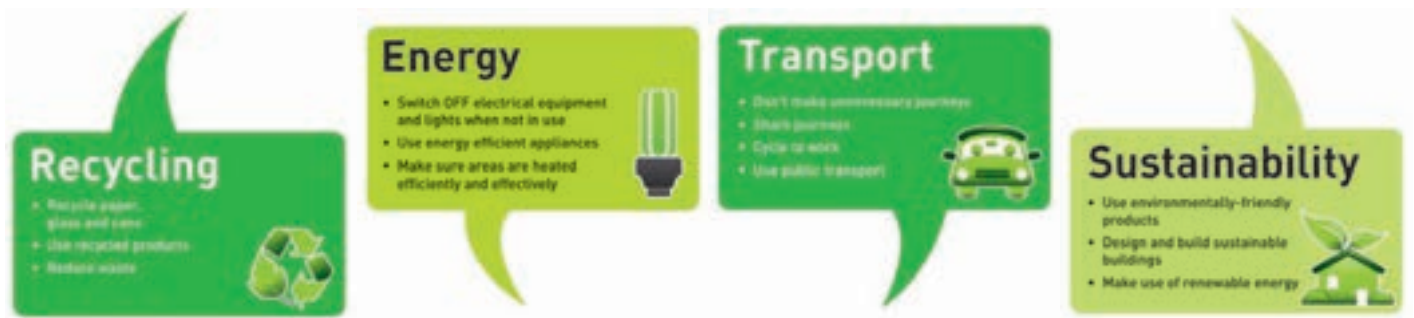 Recycling
• Recycle paper,
glass and cans
• Use recycled products
• Reduce waste
Energy
• Switch OFF electrical equipment
and lights when not in use
• Use energy efficient appliances
• Make sure areas are heated
efficiently and effectively
Transport
• Don't make unnecessary journeys
• Share journeys
• Cycle to work
• Use public transport
Sustainability
• Use environmentally-friendly
products
• Design and build sustainable
buildings
• Make use of renewable energy